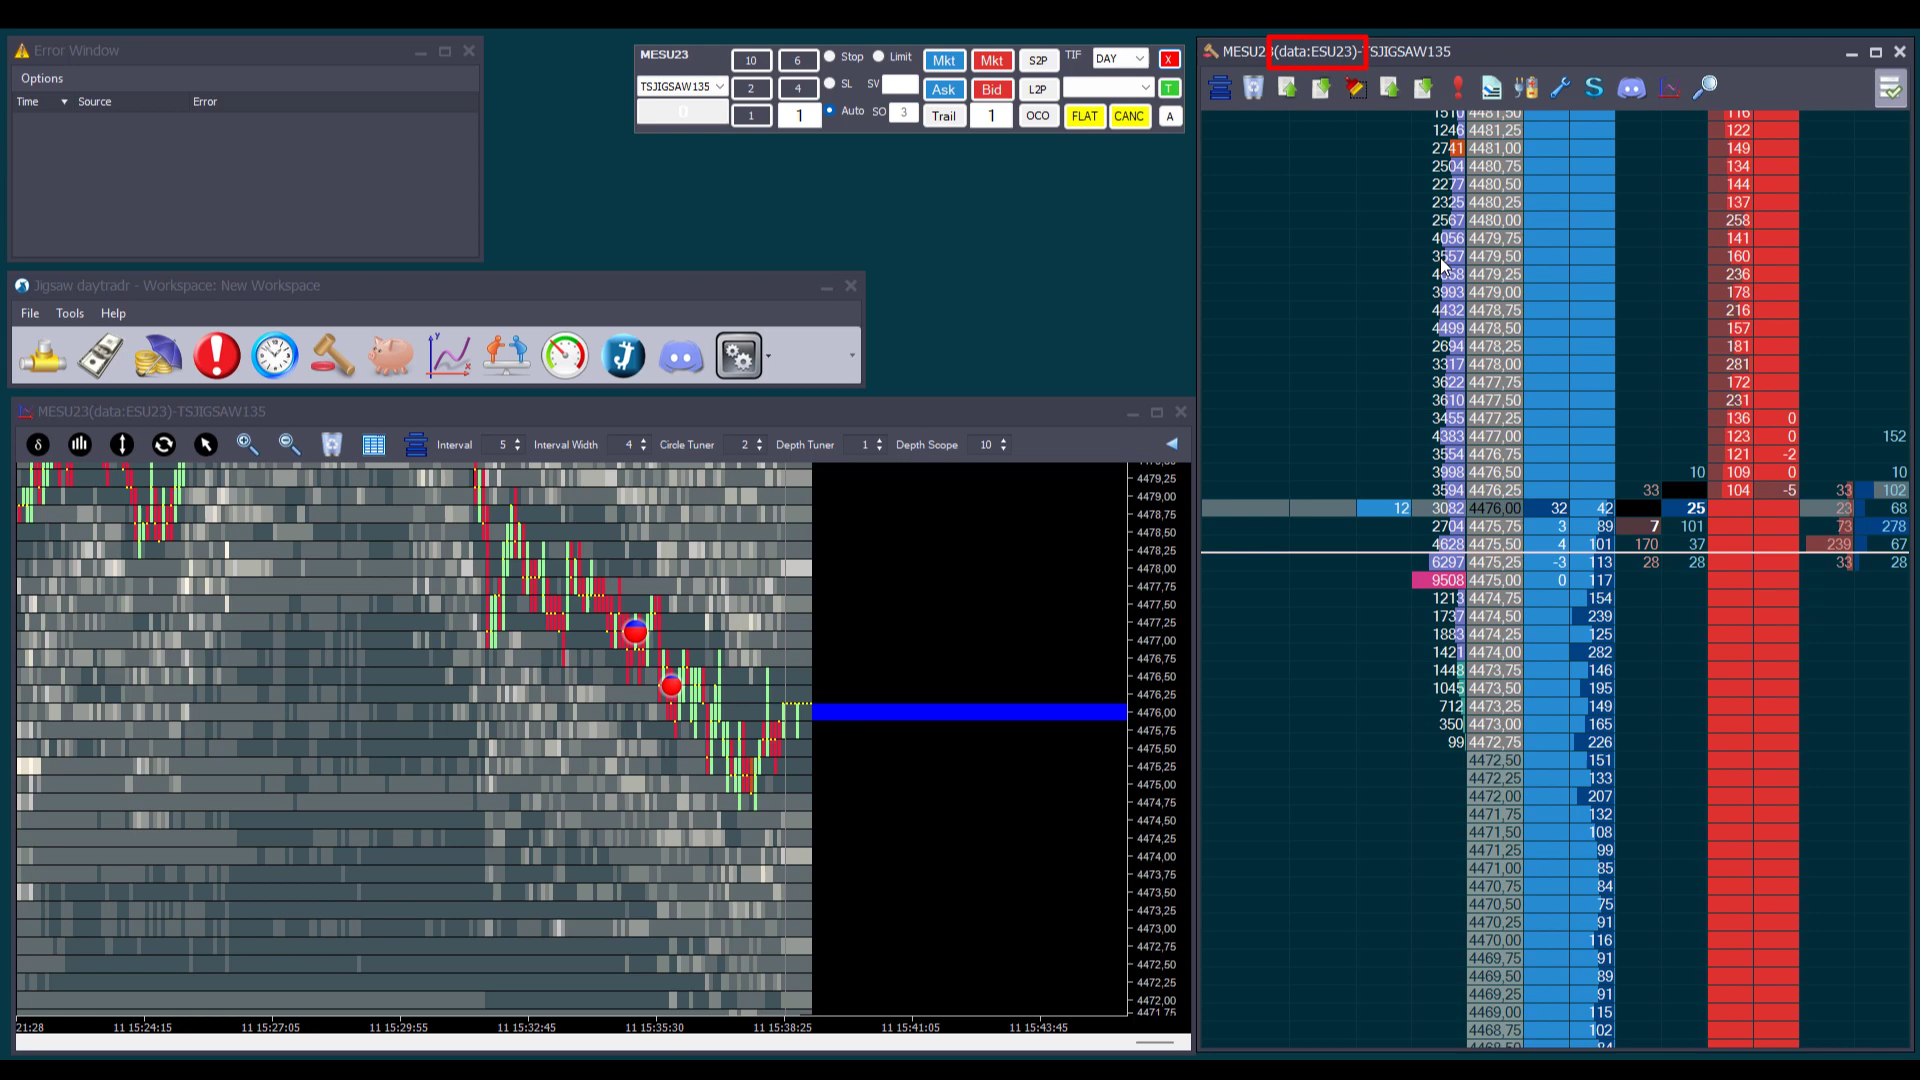 Error Window
Options
Time Source Error
MESU23
TSJIGSAW135
0
10 6
2 4
1 1
Stop Limit
SL SV
Auto SO 3
Mkt Mkt S2P TIF DAY X
Ask Bid L2P T
Trail 1 OCO FLAT CANC A
Jigsaw daytradr - Workspace: New Workspace
File Tools Help
MESU23(data:ESU23)-TSJIGSAW135
Interval 5 Interval Width 4 Circle Tuner 2 Depth Tuner 1 Depth Scope 10
4479,25
4479,00
4478,75
4478,50
4478,25
4478,00
4477,75
4477,50
4477,25
4477,00
4476,75
4476,50
4476,25
4476,00
4475,75
4475,50
4475,25
4475,00
4474,75
4474,50
4474,25
4474,00
4473,75
4473,50
4473,25
4473,00
4472,75
4472,50
4472,25
4472,00
4471 75
21:28 11 15:24:15 11 15:27:05 11 15:29:55 11 15:32:45 11 15:35:30 11 15:38:25 11 15:41:05 11 15:43:45
MESU23(data:ESU23)-TSJIGSAW135
1510 4481,50 116
1246 4481,25 122
2741 4481,00 149
2504 4480,75 134
2277 4480,50 144
2325 4480,25 137
2567 4480,00 258
4056 4479,75 141
3557 4479,50 160
4479,25 236
3993 4479,00 178
4432 4478,75 216
4499 4478,50 157
2694 4478,25 181
3317 4478,00 281
3622 4477,75 172
3610 4477,50 231
3455 4477,25 136 0
4383 4477,00 123 0 152
3554 4476,75 121 -2
3998 4476,50 10 109 0 10
3594 4476,25 33 104 -5 33 102
12 3082 4476,00 32 42 25 23 68
2704 4475,75 3 89 7 101 73 278
4628 4475,50 4 101 170 37 239 67
6297 4475,25 -3 113 28 28 33 28
9508 4475,00 0 117
1213 4474,75 154
1737 4474,50 239
1883 4474,25 125
1421 4474,00 282
1448 4473,75 146
1045 4473,50 195
712 4473,25 149
350 4473,00 165
99 4472,75 226
4472,50 151
4472,25 133
4472,00 207
4471,75 132
4471,50 108
4471,25 99
4471,00 85
4470,75 84
4470,50 75
4470,25 91
4470,00 116
4469,75 91
4469,50 89
4469,25 91
4469,00 115
4468,75 102
4468,50 84